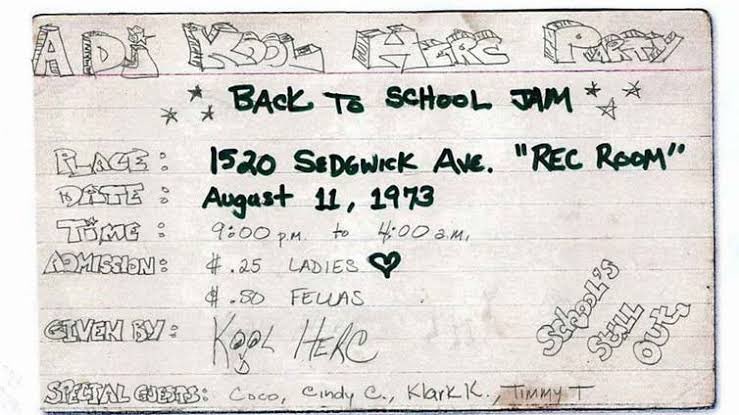 A DJ KOOL HERC PARTY
BACK TO SCHOOL JAM
PLACE: 1520 SEDGWICK AVE. "REC ROOM"
DATE: August 11, 1973
TIME: 9:00 p.m. to 4:00 a.m.
ADMISSION: $.25 LADIES
$.50 FELLAS
GIVEN BY: KOOL HERC
School's
Still
Out.
SPECIAL GUESTS: Coco, Cindy C., Klark K., Timmy T